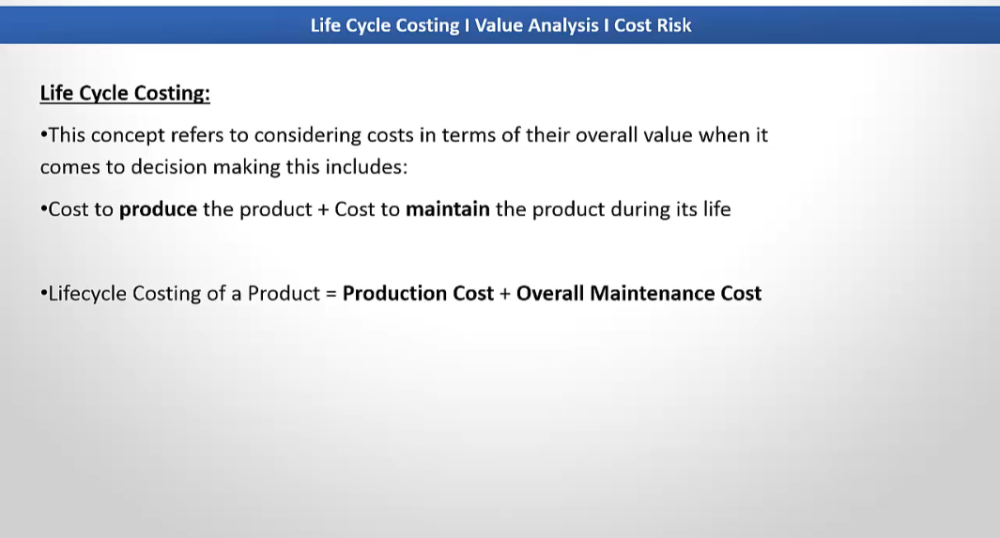 Life Cycle Costing I Value Analysis I Cost Risk
Life Cycle Costing:
•This concept refers to considering costs in terms of their overall value when it
comes to decision making this includes:
•Cost to produce the product + Cost to maintain the product during its life
•Lifecycle Costing of a Product = Production Cost + Overall Maintenance Cost